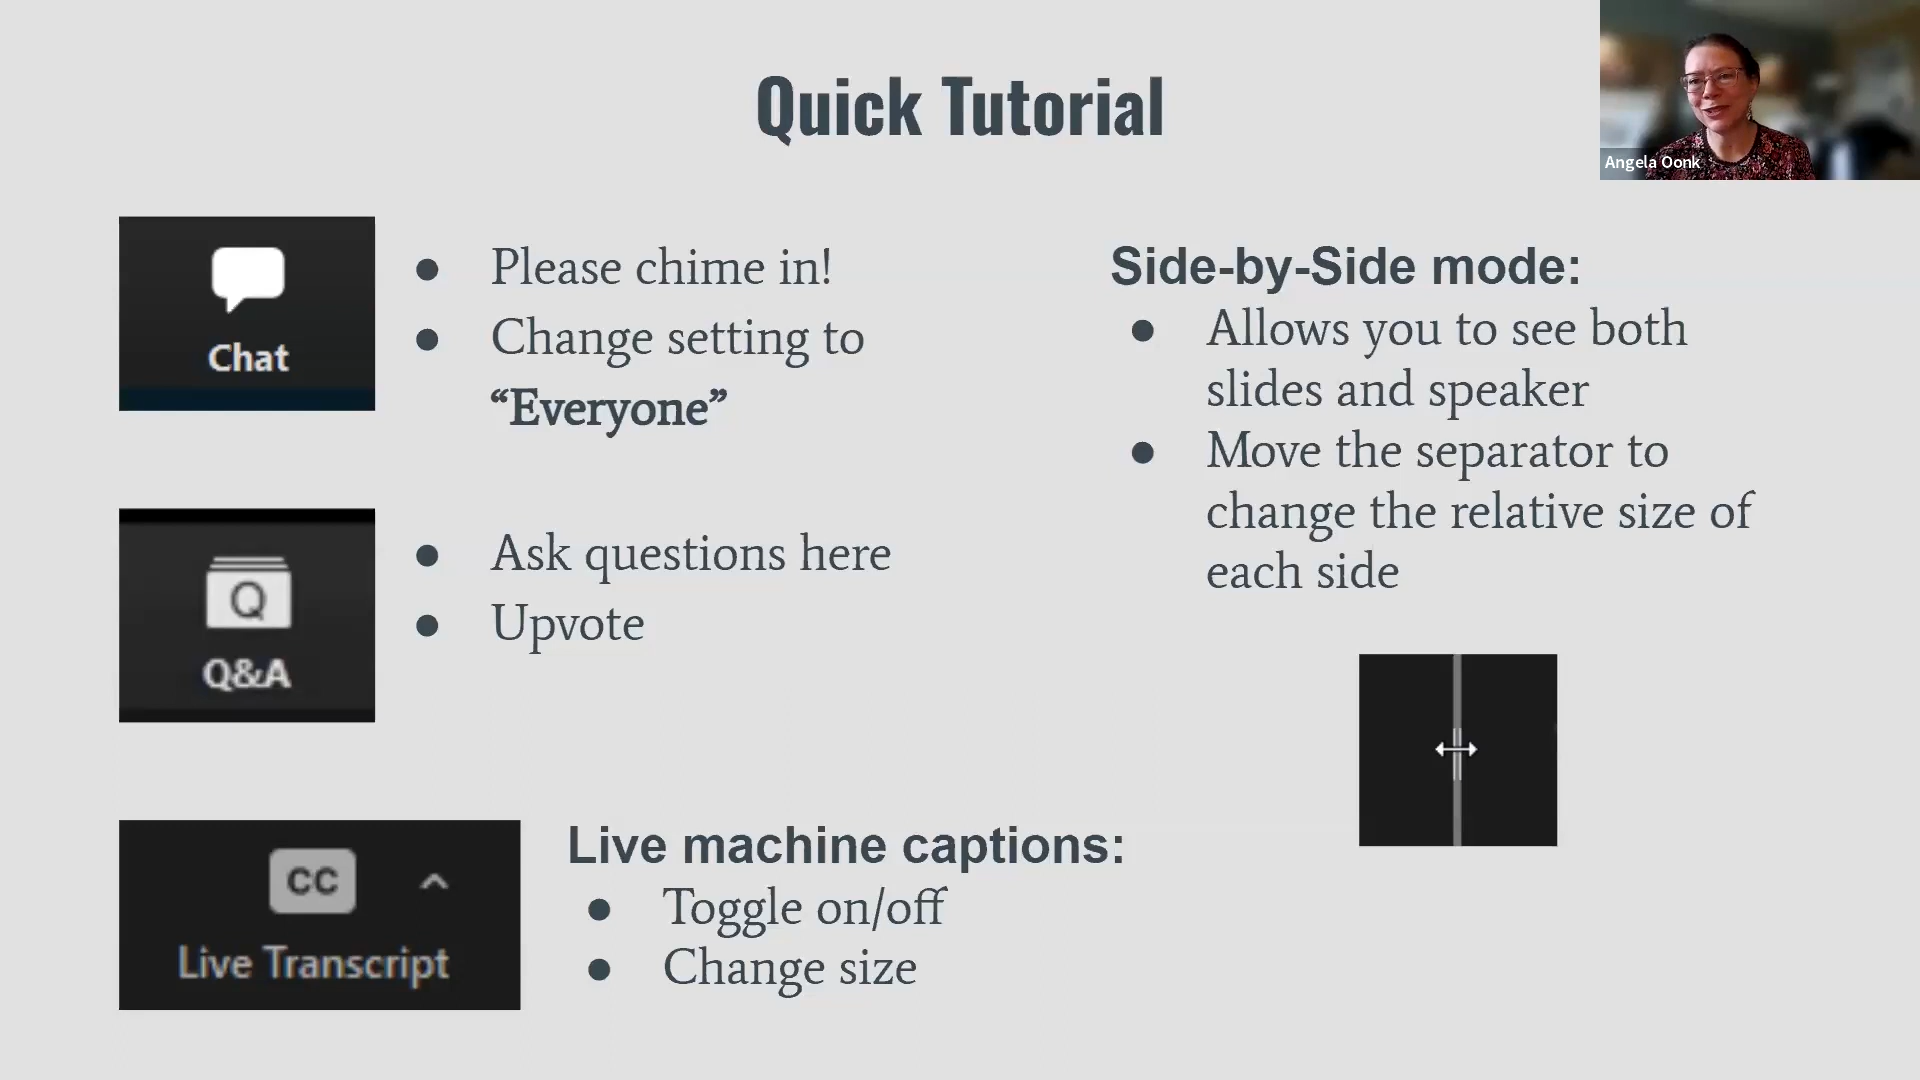 Quick Tutorial
Angela Oonk
Chat
● Please chime in!
● Change setting to
“Everyone”
Q
Q&A
● Ask questions here
● Upvote
CC
Live Transcript
Live machine captions:
● Toggle on/off
● Change size
Side-by-Side mode:
● Allows you to see both
slides and speaker
● Move the separator to
change the relative size of
each side